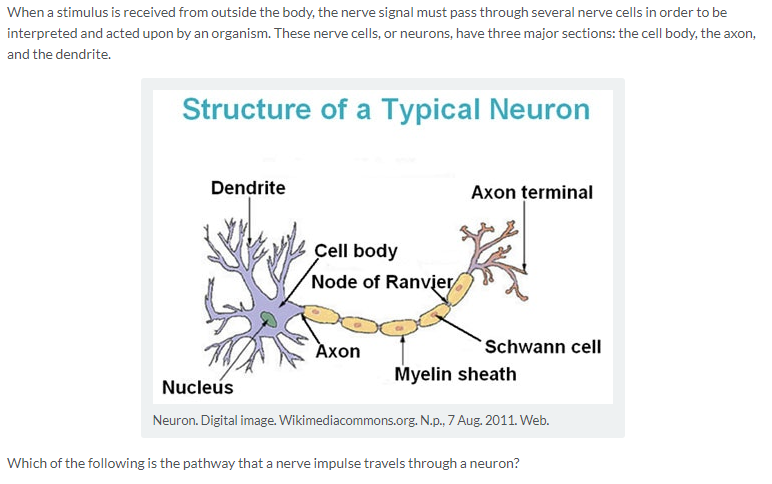 When a stimulus is received from outside the body, the nerve signal must pass through several nerve cells in order to be
interpreted and acted upon by an organism. These nerve cells, or neurons, have three major sections: the cell body, the axon,
and the dendrite.
Structure of a Typical Neuron
Dendrite
Axon terminal
Cell body
Node of Ranvier
Axon
Schwann cell
Myelin sheath
Nucleus
Neuron. Digital image. Wikimediacommons.org. N.p., 7 Aug. 2011. Web.
Which of the following is the pathway that a nerve impulse travels through a neuron?